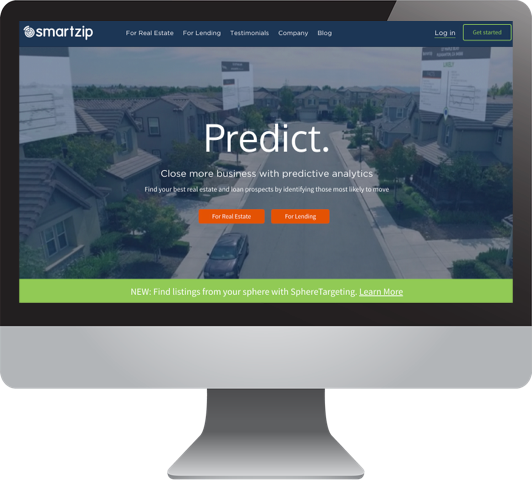 smartzip
For Real Estate For Lending Testimonials Company Blog Log in Get started
Predict.
Close more business with predictive analytics
Find your best real estate and loan prospects by identifying those most likely to move
For Real Estate For Lending
NEW: Find listings from your sphere with SphereTargeting. Learn More